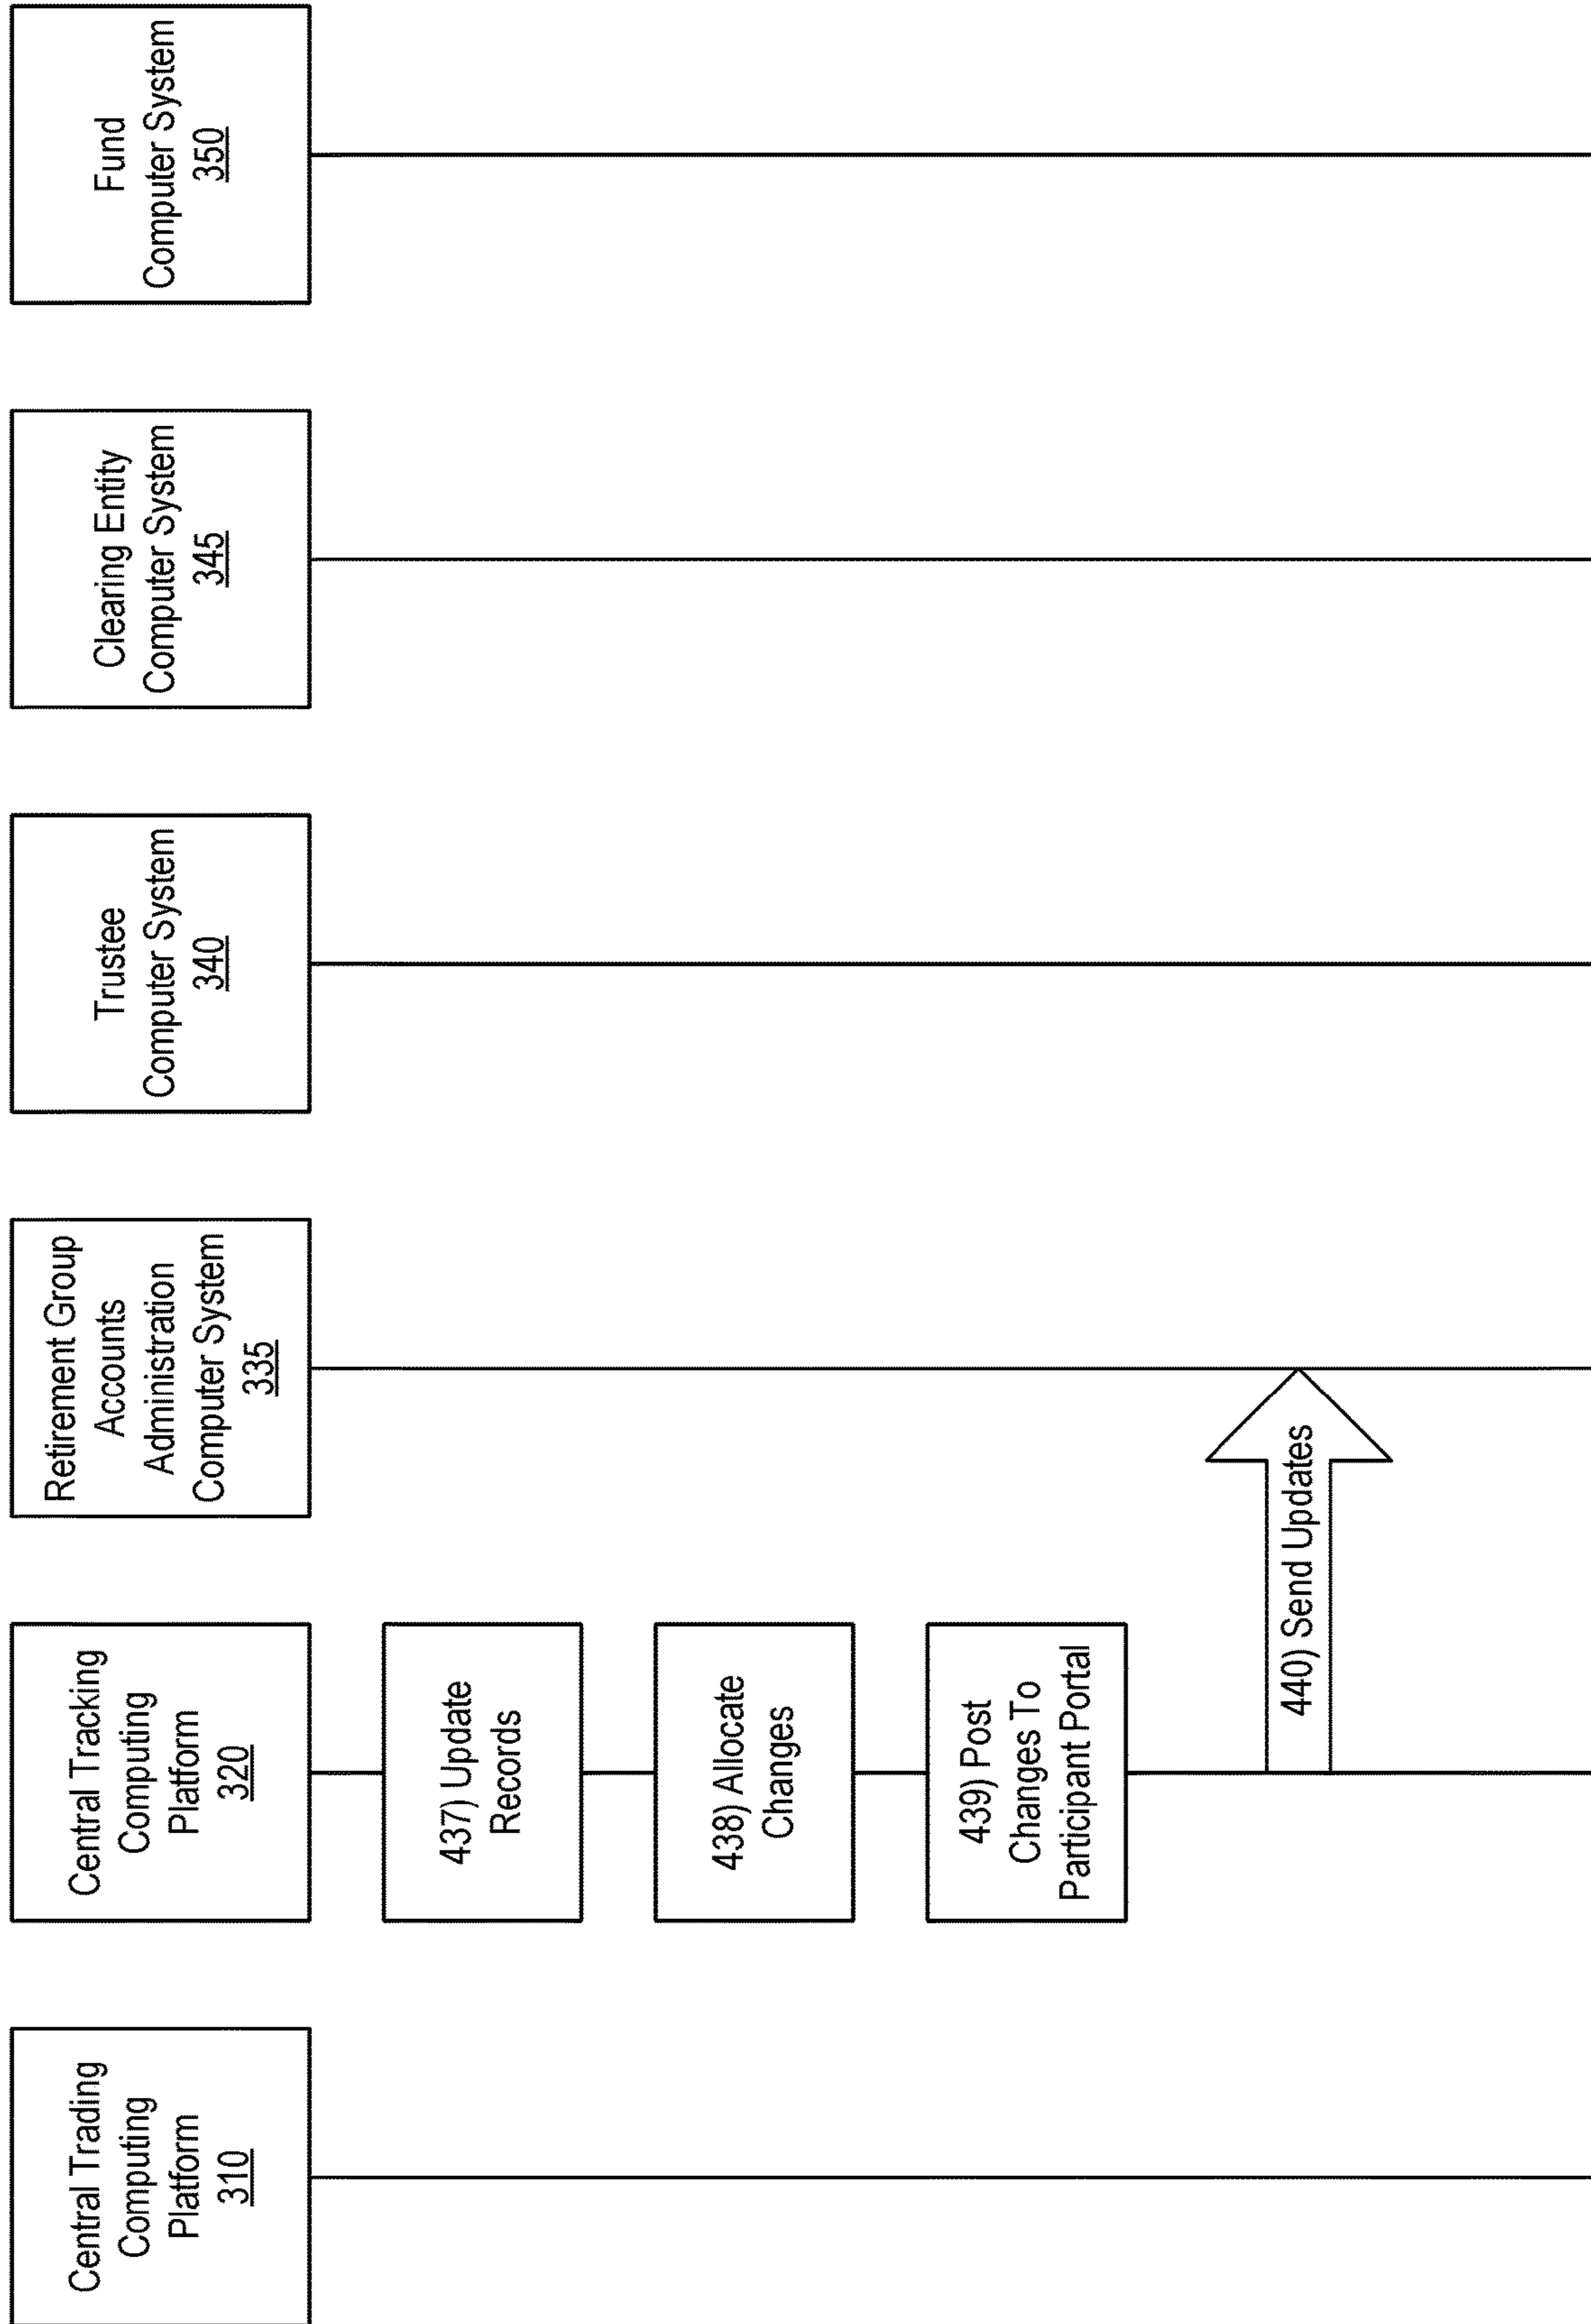 Central Trading
Computing
Platform
310
Central Tracking
Computing
Platform
320
Retirement Group
Accounts
Administration
Computer System
335
Trustee
Computer System
340
Clearing Entity
Computer System
345
Fund
Computer System
350
437) Update
Records
438) Allocate
Changes
439) Post
Changes To
Participant Portal
440) Send Updates